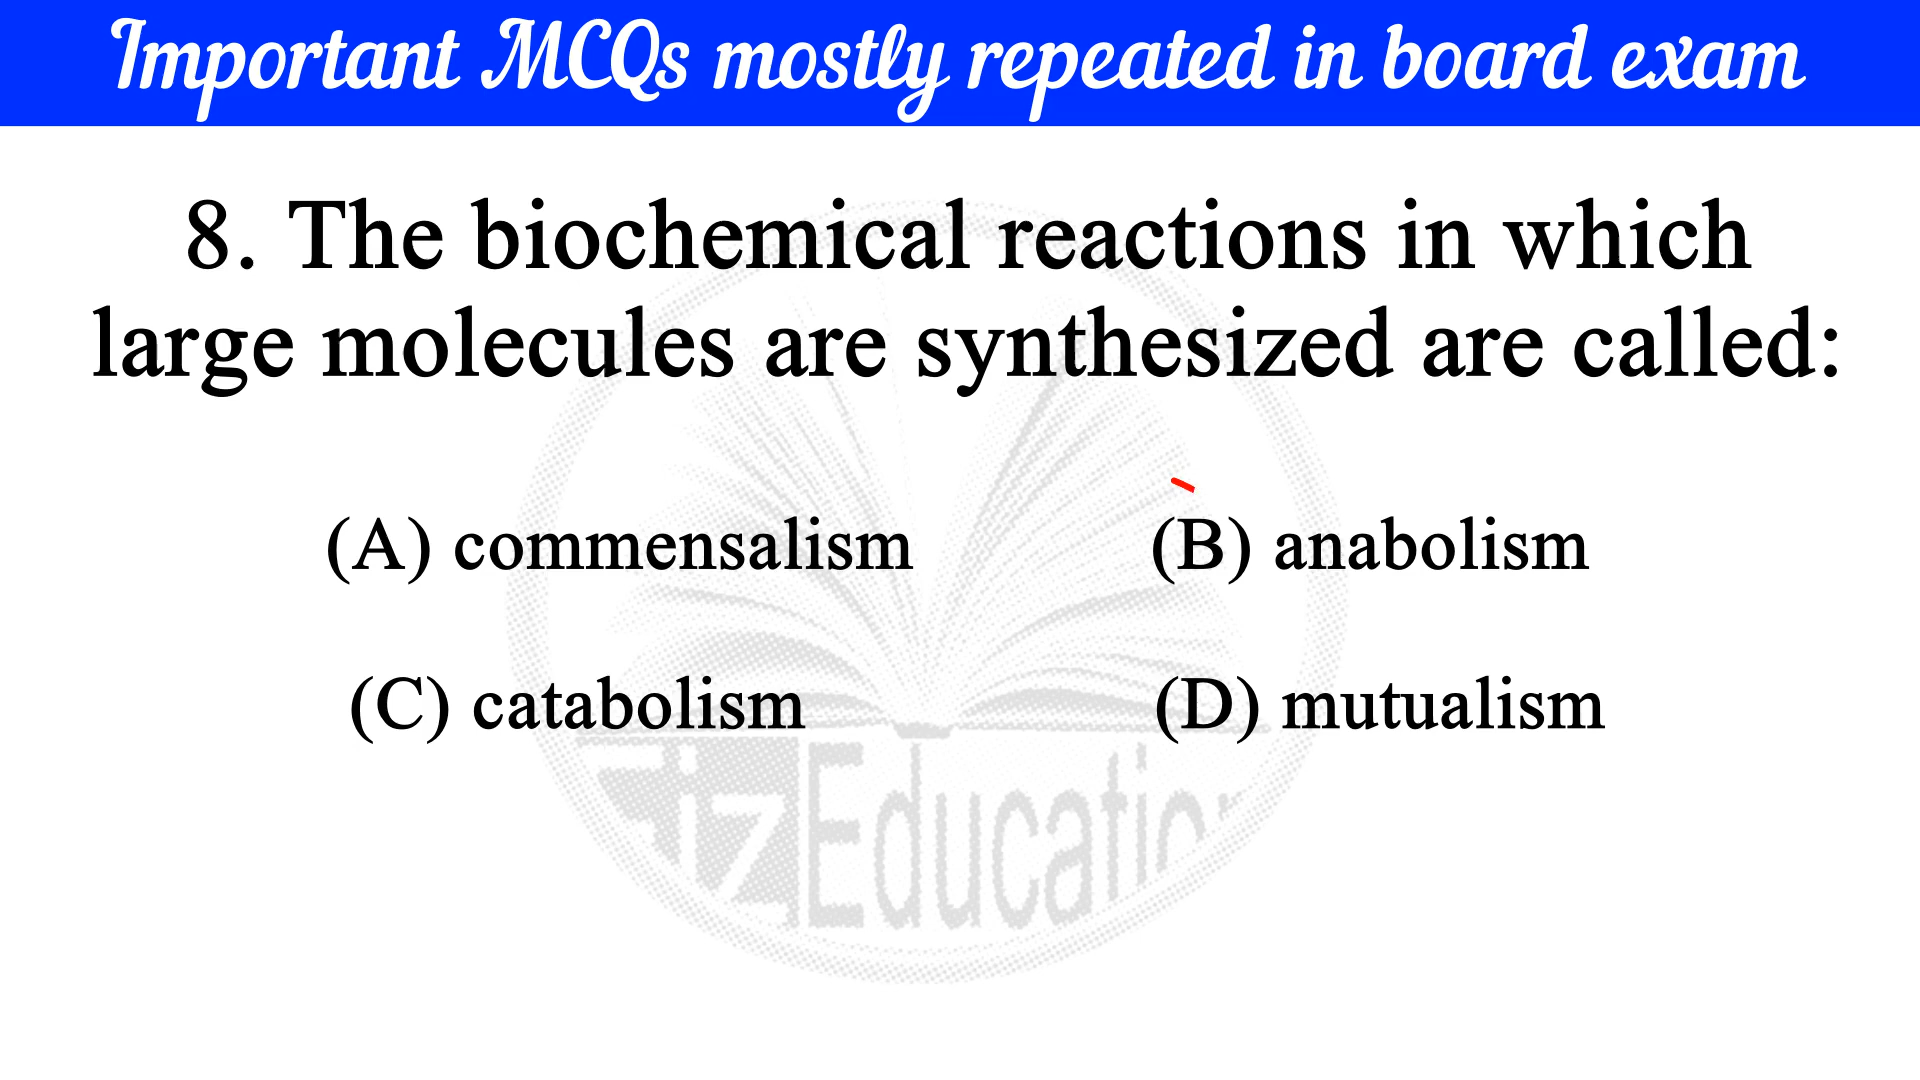 Important MCQs mostly repeated in board exam
8. The biochemical reactions in which
large molecules are synthesized are called:
(A) commensalism (B) anabolism
(C) catabolism (D) mutualism
Education